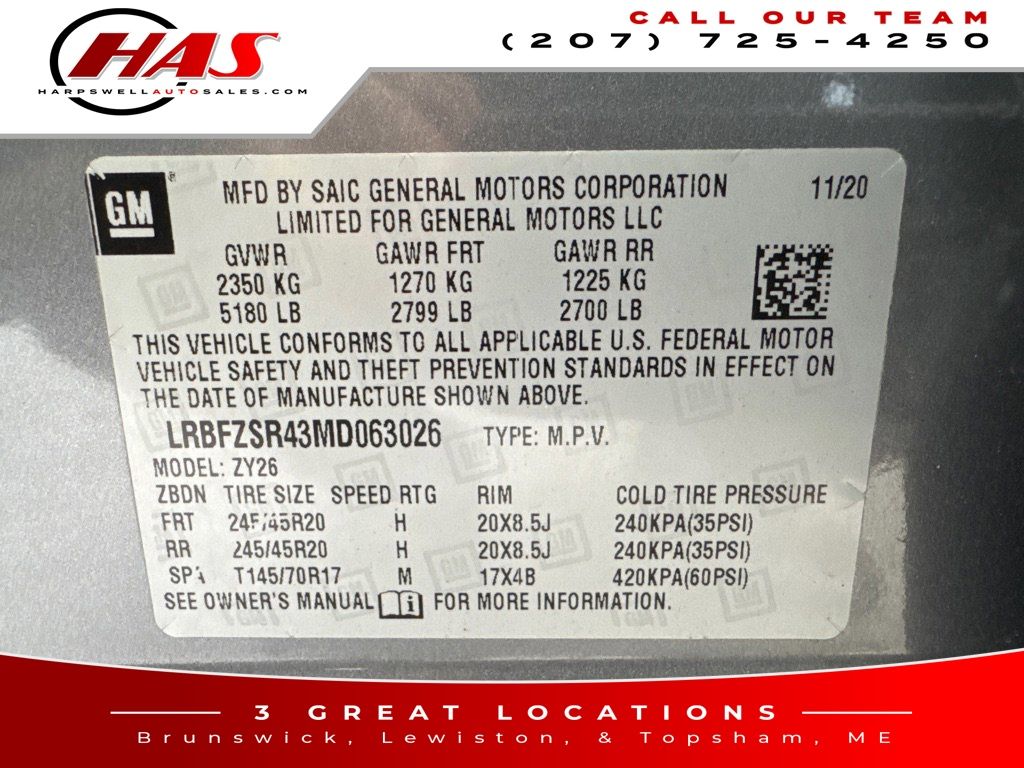 HAS
HARPSWELLAUTOSALES.COM
CALL OUR TEAM
(207) 725-4250
GM®
MFD BY SAIC GENERAL MOTORS CORPORATION 11/20
LIMITED FOR GENERAL MOTORS LLC
GVWR GAWR FRT GAWR RR
2350 KG 1270 KG 1225 KG
5180 LB 2799 LB 2700 LB
THIS VEHICLE CONFORMS TO ALL APPLICABLE U.S. FEDERAL MOTOR
VEHICLE SAFETY AND THEFT PREVENTION STANDARDS IN EFFECT ON
THE DATE OF MANUFACTURE SHOWN ABOVE.
LRBFZSR43MD063026 TYPE: M.P.V.
MODEL: ZY26
ZBDN TIRE SIZE SPEED RTG RIM COLD TIRE PRESSURE
FRT 245/45R20 H 20X8.5J 240KPA(35PSI)
RR 245/45R20 H 20X8.5J 240KPA(35PSI)
SPA T145/70R17 M 17X4B 420KPA(60PSI)
SEE OWNER'S MANUAL i FOR MORE INFORMATION.
3 GREAT LOCATIONS
Brunswick, Lewiston, & Topsham, ME